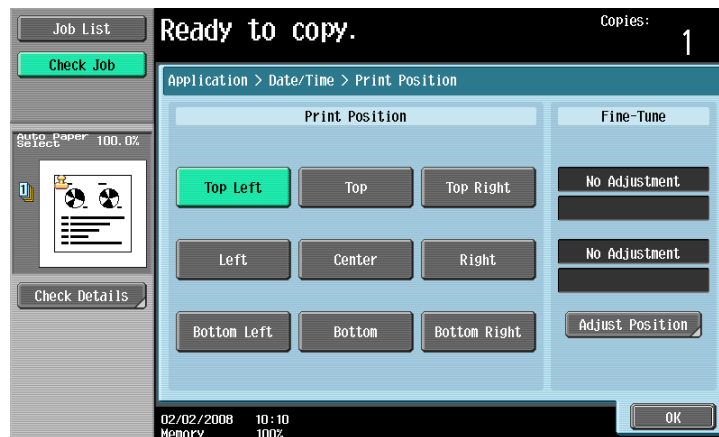 Job List
Check Job
Auto Paper Select 100.0%
1
Check Details
Ready to copy.
Copies:
1
Application > Date/Time > Print Position
Print Position
Top Left Top Top Right
Left Center Right
Bottom Left Bottom Bottom Right
Fine-Tune
No Adjustment
No Adjustment
Adjust Position
02/02/2008 10:10
Memory 100%
OK